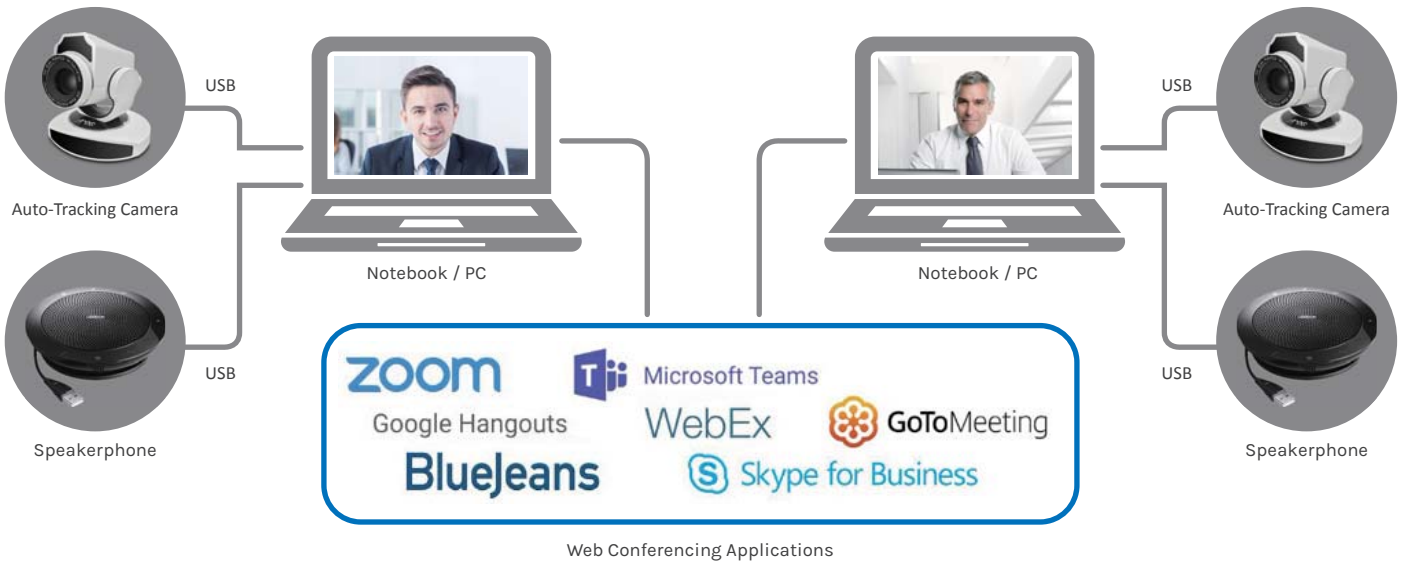 USB
USB
Auto-Tracking Camera
Auto-Tracking Camera
Notebook / PC
Notebook / PC
zoom
Microsoft Teams
Google Hangouts
WebEx
GoToMeeting
BlueJeans
Skype for Business
USB
USB
Speakerphone
Speakerphone
Web Conferencing Applications